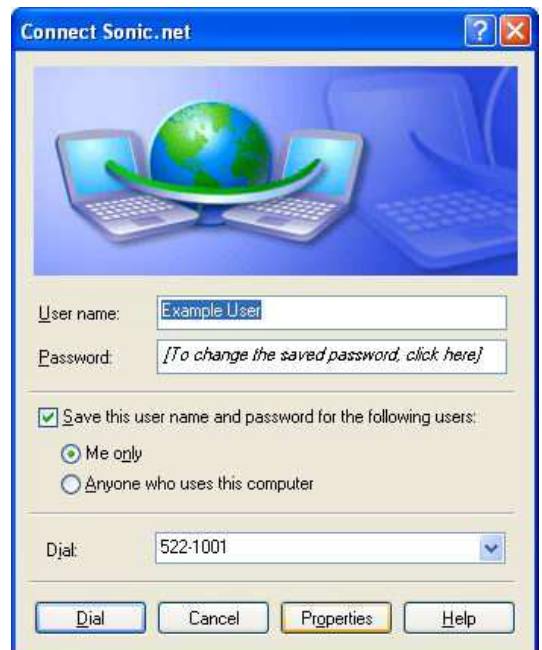 Connect Sonic.net
User name: Example User
Password: [To change the saved password, click here]
Save this user name and password for the following users:
Me only
Anyone who uses this computer
Dial: 522-1001
Dial Cancel Properties Help